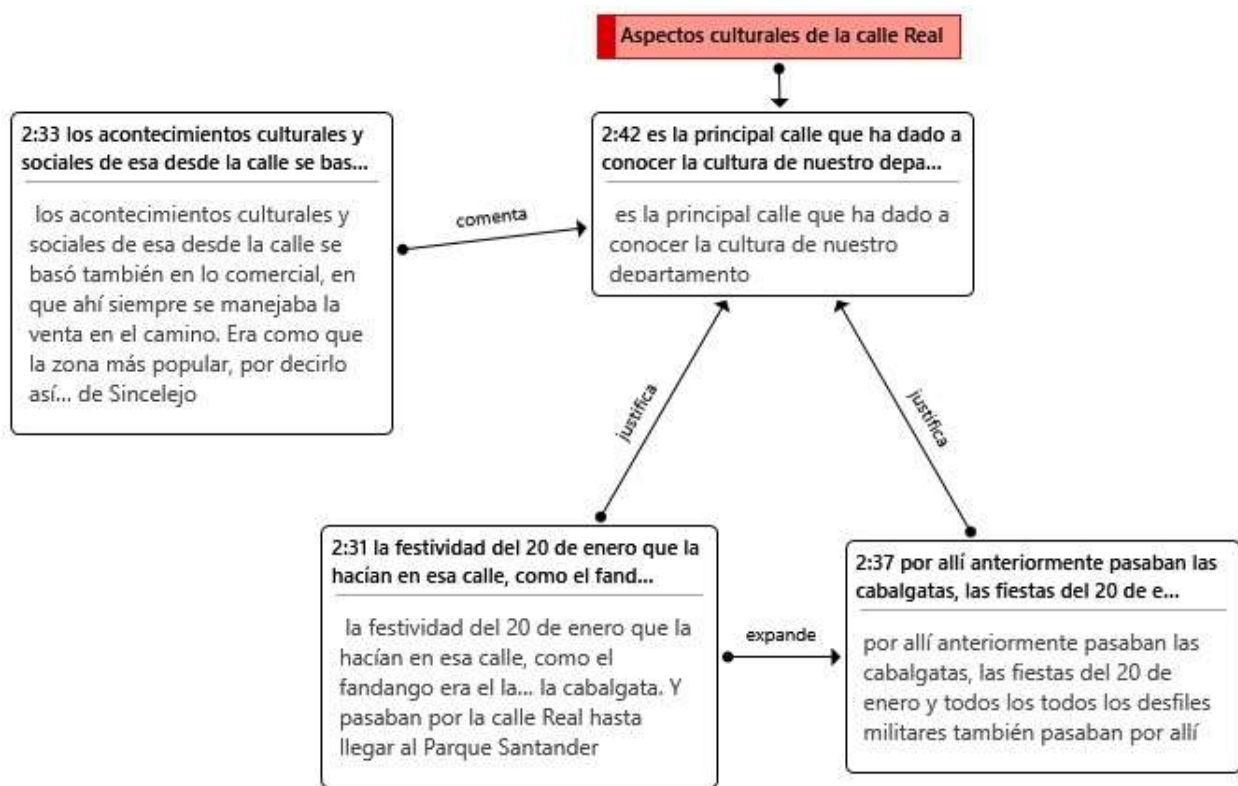 Aspectos culturales de la calle Real
2:33 los acontecimientos culturales y
sociales de esa desde la calle se bas...
los acontecimientos culturales y
sociales de esa desde la calle se
basó también en lo comercial, en
que ahí siempre se manejaba la
venta en el camino. Era como que
la zona más popular, por decirlo
así... de Sincelejo
comenta
2:42 es la principal calle que ha dado a
conocer la cultura de nuestro depa...
es la principal calle que ha dado a
conocer la cultura de nuestro
departamento
justifica
justifica
2:31 la festividad del 20 de enero que la
hacían en esa calle, como el fand...
la festividad del 20 de enero que la
hacían en esa calle, como el
fandango era el la... la cabalgata. Y
pasaban por la calle Real hasta
llegar al Parque Santander
expande
2:37 por allí anteriormente pasaban las
cabalgatas, las fiestas del 20 de e...
por allí anteriormente pasaban las
cabalgatas, las fiestas del 20 de
enero y todos los todos los desfiles
militares también pasaban por allí